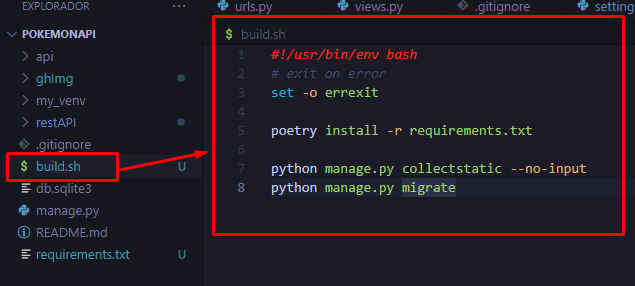 EXPLORADOR
POKEMONAPI
api
ghImg
my_venv
restAPI
.gitignore
$ build.sh U
db.sqlite3
manage.py
README.md
requirements.txt U
urls.py views.py .gitignore setting
$ build.sh
1 #!/usr/bin/env bash
2 # exit on error
3 set -o errexit
4
5 poetry install -r requirements.txt
6
7 python manage.py collectstatic --no-input
8 python manage.py migrate